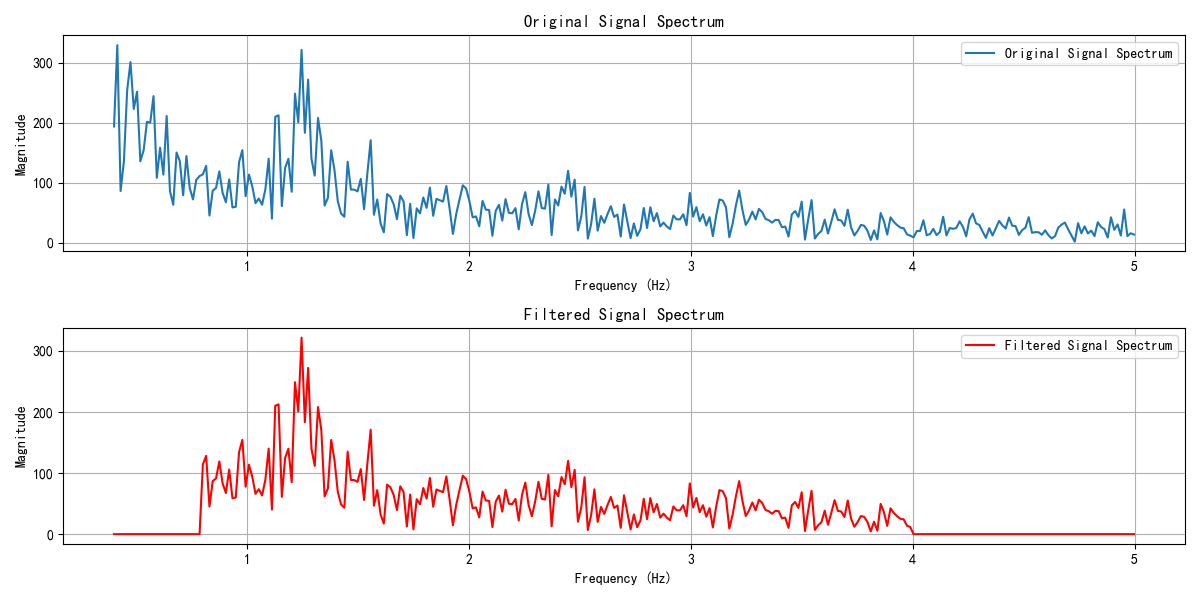 Original Signal Spectrum
Original Signal Spectrum
Magnitude
300
200
100
0
1
2
3
4
5
Frequency (Hz)
Filtered Signal Spectrum
Filtered Signal Spectrum
Magnitude
300
200
100
0
1
2
3
4
5
Frequency (Hz)